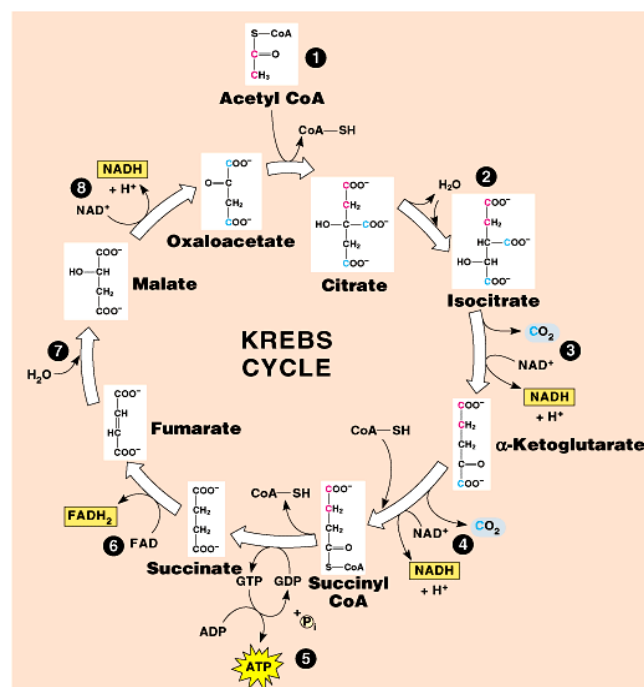 S—CoA
C=O
CH₃
1
Acetyl CoA
CoA—SH
8
NADH
+ H⁺
NAD⁺
COO⁻
O—C
CH₂
COO⁻
Oxaloacetate
COO⁻
CH₂
HO—C—COO⁻
CH₂
COO⁻
Citrate
H₂O
2
COO⁻
CH₂
HC—COO⁻
HO—CH
COO⁻
Isocitrate
COO⁻
HO—CH
CH₂
COO⁻
Malate
KREBS
CYCLE
CO₂
3
NAD⁺
NADH
+ H⁺
7
H₂O
COO⁻
CH
HC
COO⁻
Fumarate
CoA—SH
COO⁻
CH₂
CH₂
C—O
COO⁻
α-Ketoglutarate
CoA—SH
FADH₂
6
FAD
COO⁻
CH₂
CH₂
COO⁻
Succinate
COO⁻
CH₂
CH₂
C=O
S—CoA
Succinyl
CoA
NAD⁺
4
CO₂
NADH
+ H⁺
GTP
GDP
+ Pi
ADP
ATP
5